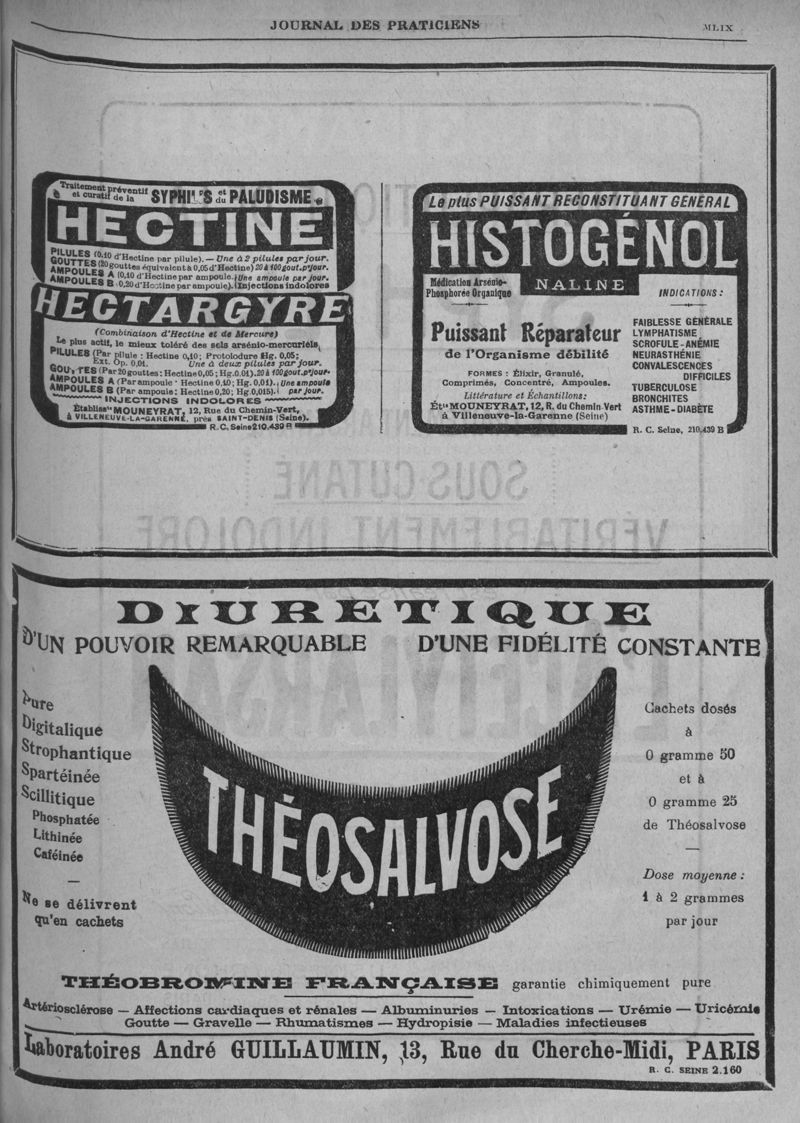 JOURNAL DES PRATICIENS
MLIX
Traitement préventif
et curatif de la SYPHILIS et du PALUDISME
HECTINE
PILULES (0,10 d'Hectine par pilule). — Une à 2 pilules par jour.
GOUTTES (20 gouttes équivalent à 0,05 d'Hectine) 20 à 100 gout. p'jour.
AMPOULES A (0,10 d'Hectine par ampoule. Une ampoule par jour.
AMPOULES B (0,20 d'Hectine par ampoule). Injections indolores
HECTARGYRE
(Combinaison d'Hectine et de Mercure)
Le plus actif, le mieux toléré des sels arsénio-mercuriels.
PILULES (Par pilule : Hectine 0,10; Protoiodure Hg. 0,05;
Ext. Op. 0,01. Une à deux pilules par jour.
GOUTTES (Par 20 gouttes : Hectine 0,05; Hg. 0.01). 20 à 100 gout. p'jour.
AMPOULES A (Par ampoule : Hectine 0,10; Hg. 0,01). Une ampoule
AMPOULES B (Par ampoule : Hectine 0,20; Hg. 0,015). par jour.
INJECTIONS INDOLORES
Établiss ts MOUNEYRAT, 12, Rue du Chemin-Vert,
à VILLENEUVE-LA-GARENNE, près SAINT-DENIS (Seine).
R. C. Seine 210.439 B
Le plus PUISSANT RECONSTITUANT GÉNÉRAL
HISTOGÉNOL
NALINE
Médication Arsénio-
Phosphorée Organique
INDICATIONS :
Puissant Réparateur
de l'Organisme débilité
FORMES : Élixir, Granulé,
Comprimés, Concentré, Ampoules.
Littérature et Échantillons :
Ét ts MOUNEYRAT, 12, R. du Chemin-Vert
à Villeneuve-la-Garenne (Seine)
FAIBLESSE GÉNÉRALE
LYMPHATISME
SCROFULE - ANÉMIE
NEURASTHÉNIE
CONVALESCENCES
DIFFICILES
TUBERCULOSE
BRONCHITES
ASTHME - DIABÈTE
R. C. Seine, 210.439 B
DIURETIQUE
D'UN POUVOIR REMARQUABLE D'UNE FIDÉLITÉ CONSTANTE
Pure
Digitalique
Strophantique
Spartéinée
Scillitique
Phosphatée
Lithinée
Caféinée
Ne se délivrent
qu'en cachets
THÉOSALVOSE
Cachets dosés
à
0 gramme 50
et à
0 gramme 25
de Théosalvose
Dose moyenne :
1 à 2 grammes
par jour
THÉOBROMINE FRANÇAISE garantie chimiquement pure
Artériosclérose — Affections cardiaques et rénales — Albuminuries — Intoxications — Urémie — Uricémie
Goutte — Gravelle — Rhumatismes — Hydropisie — Maladies infectieuses
Laboratoires André GUILLAUMIN, 13, Rue du Cherche-Midi, PARIS
R. C. SEINE 2.160